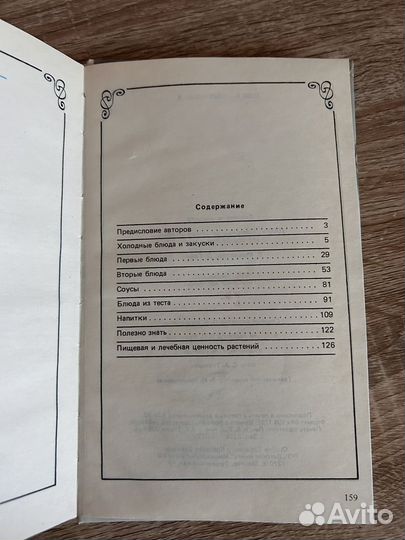 Содержание
Предисловие авторов . . . . . . . . . . 3
Холодные блюда и закуски . . . . . . . . 5
Первые блюда . . . . . . . . . . . . 29
Вторые блюда . . . . . . . . . . . . 53
Соусы . . . . . . . . . . . . . . 81
Блюда из теста . . . . . . . . . . . . 91
Напитки . . . . . . . . . . . . . . 109
Полезно знать . . . . . . . . . . . . 122
Пищевая и лечебная ценность растений . . . . 126
159
Avito